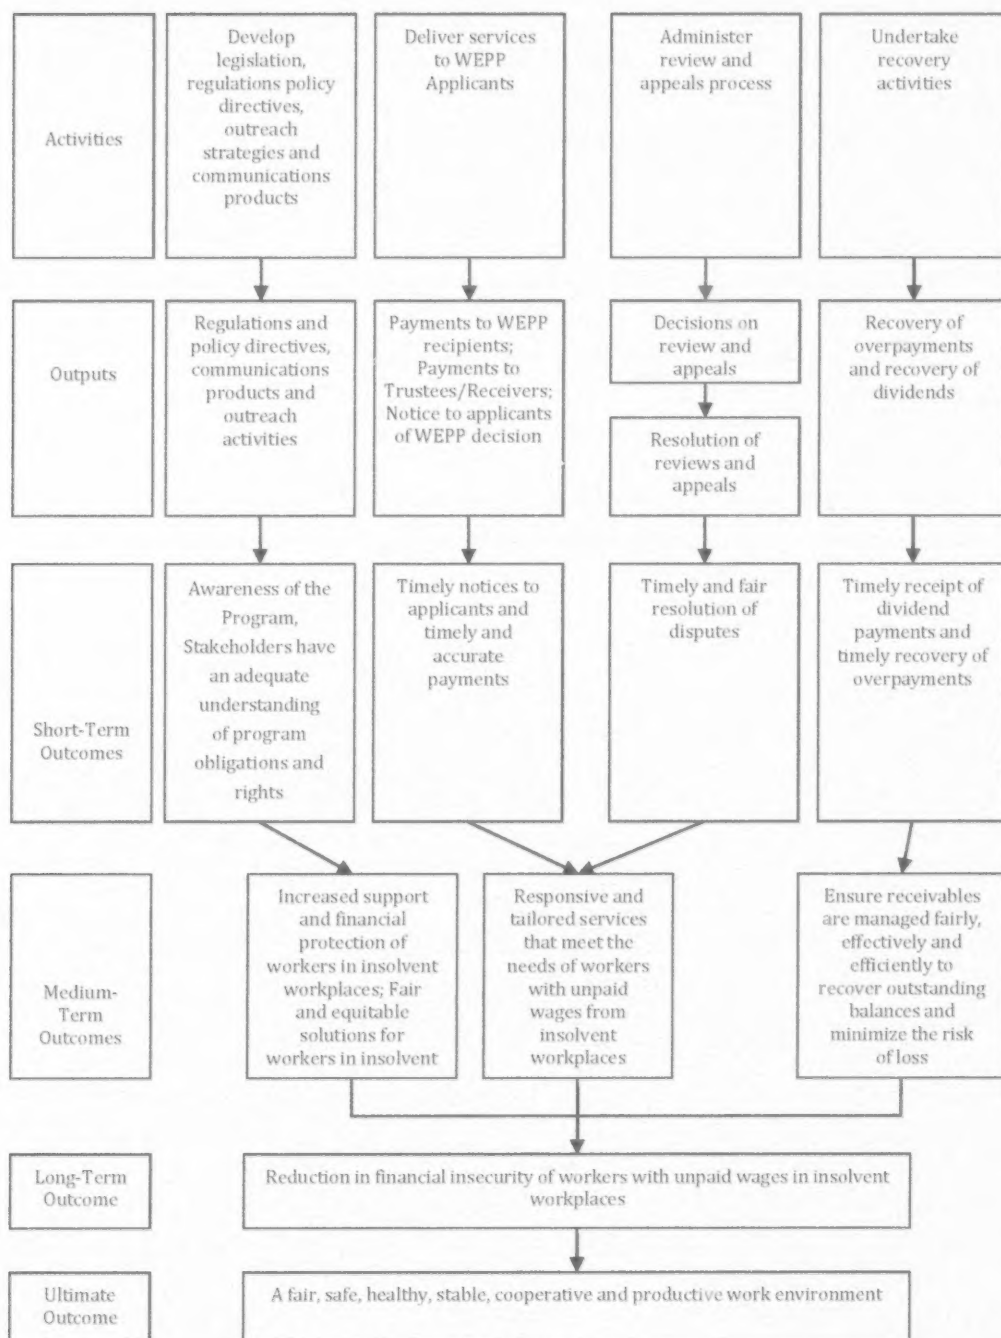 Activities
Develop
legislation,
regulations policy
directives,
outreach
strategies and
communications
products
Deliver services
to WEPP
Applicants
Administer
review and
appeals process
Undertake
recovery
activities
Outputs
Regulations and
policy directives,
communications
products and
outreach
activities
Payments to WEPP
recipients;
Payments to
Trustees/Receivers;
Notice to applicants
of WEPP decision
Decisions on
review and
appeals
Resolution of
reviews and
appeals
Recovery of
overpayments
and recovery of
dividends
Short-Term
Outcomes
Awareness of the
Program,
Stakeholders have
an adequate
understanding
of program
obligations and
rights
Timely notices to
applicants and
timely and
accurate
payments
Timely and fair
resolution of
disputes
Timely receipt of
dividend
payments and
timely recovery of
overpayments
Medium-
Term
Outcomes
Increased support
and financial
protection of
workers in insolvent
workplaces; Fair
and equitable
solutions for
workers in insolvent
Responsive and
tailored services
that meet the
needs of workers
with unpaid
wages from
insolvent
workplaces
Ensure receivables
are managed fairly,
effectively and
efficiently to
recover outstanding
balances and
minimize the risk
of loss
Long-Term
Outcome
Reduction in financial insecurity of workers with unpaid wages in insolvent
workplaces
Ultimate
Outcome
A fair, safe, healthy, stable, cooperative and productive work environment